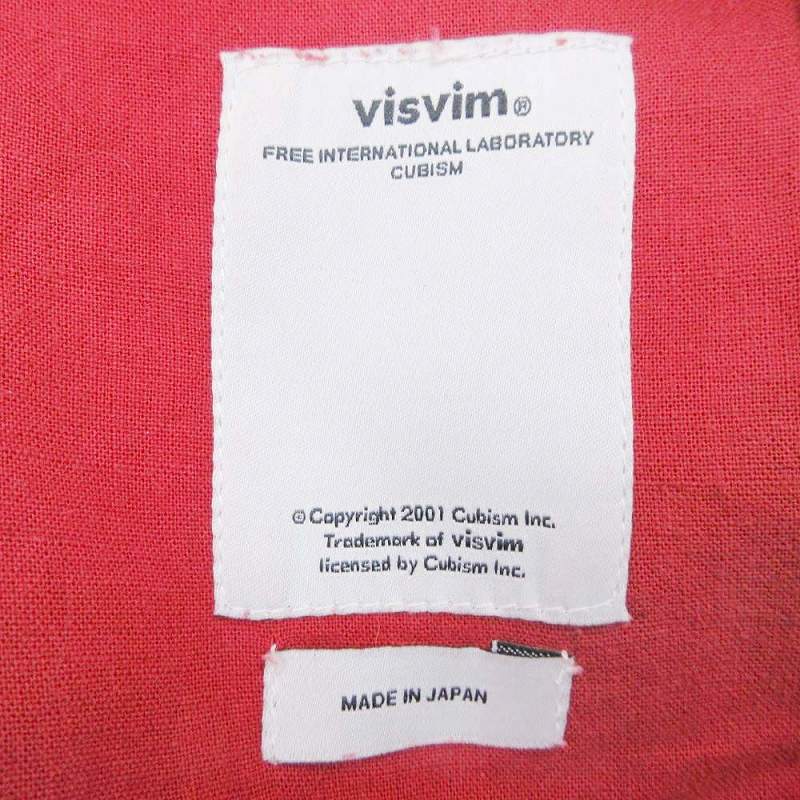 visvim®
FREE INTERNATIONAL LABORATORY
CUBISM
© Copyright 2001 Cubism Inc.
Trademark of visvim
licensed by Cubism Inc.
MADE IN JAPAN